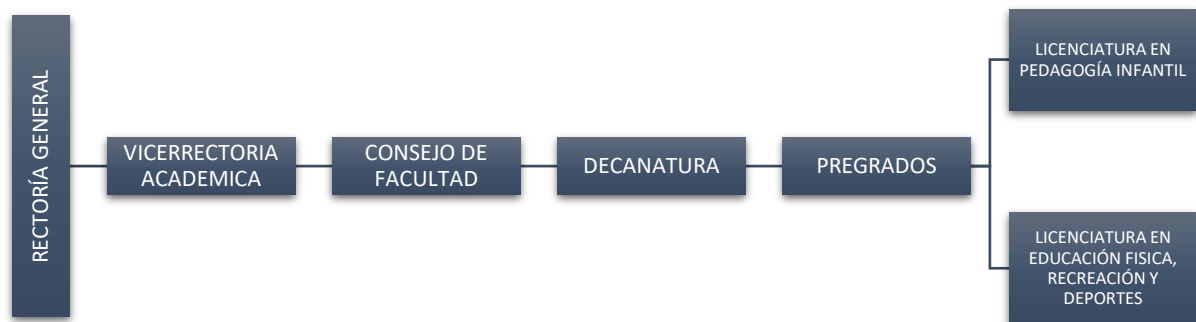 RECTORÍA GENERAL
VICERRECTORIA
ACADEMICA
CONSEJO DE
FACULTAD
DECANATURA
PREGRADOS
LICENCIATURA EN
PEDAGOGÍA INFANTIL
LICENCIATURA EN
EDUCACIÓN FISICA,
RECREACIÓN Y
DEPORTES